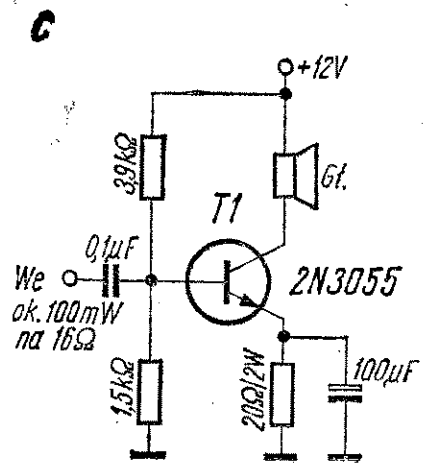 C
+12V
3,9kΩ
Gł.
T1
0,1µF
We
2N3055
ok. 100mW
na 16Ω
1,5kΩ
20Ω/2W
100µF